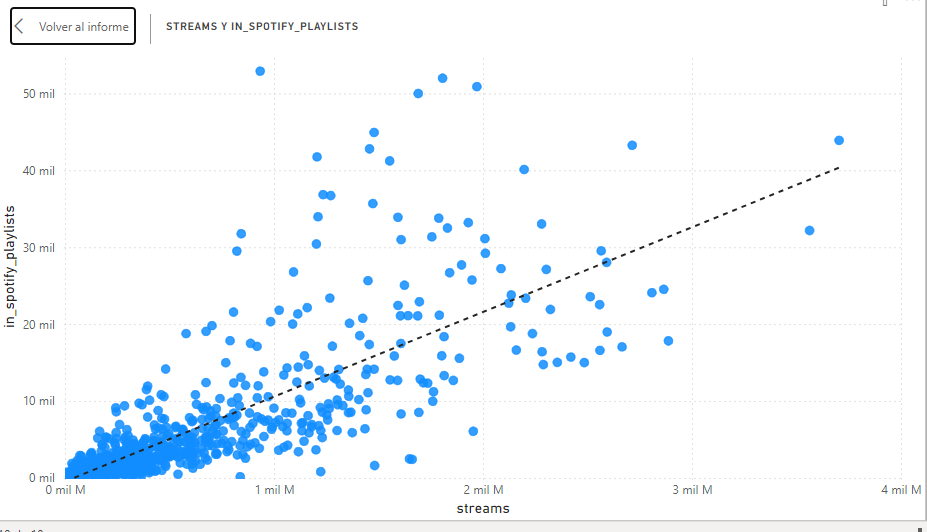 Volver al informe
STREAMS Y IN_SPOTIFY_PLAYLISTS
50 mil
40 mil
30 mil
20 mil
10 mil
0 mil
in_spotify_playlists
0 mil M
1 mil M
2 mil M
3 mil M
4 mil M
streams